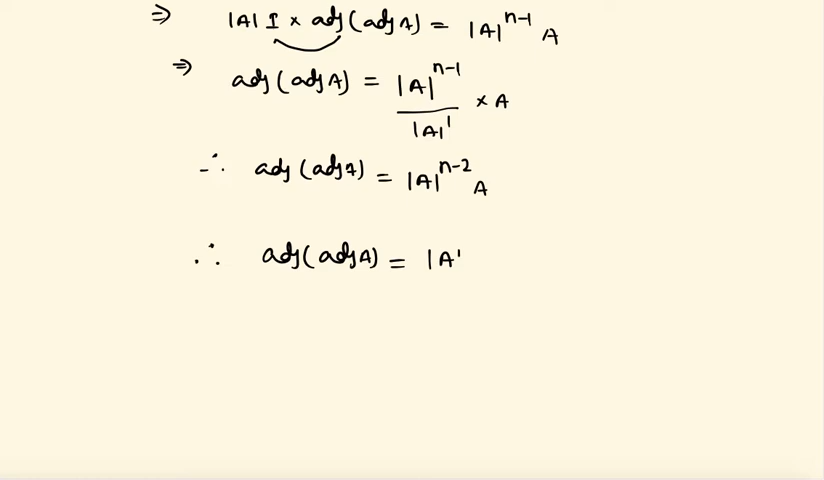 ⇒ |A| I × adj(adj A) = |A|^{n-1} A
⇒ adj(adj A) = |A|^{n-1} / |A|^1 × A
∴ adj(adj A) = |A|^{n-2} A
∴ adj(adj A) = |A'